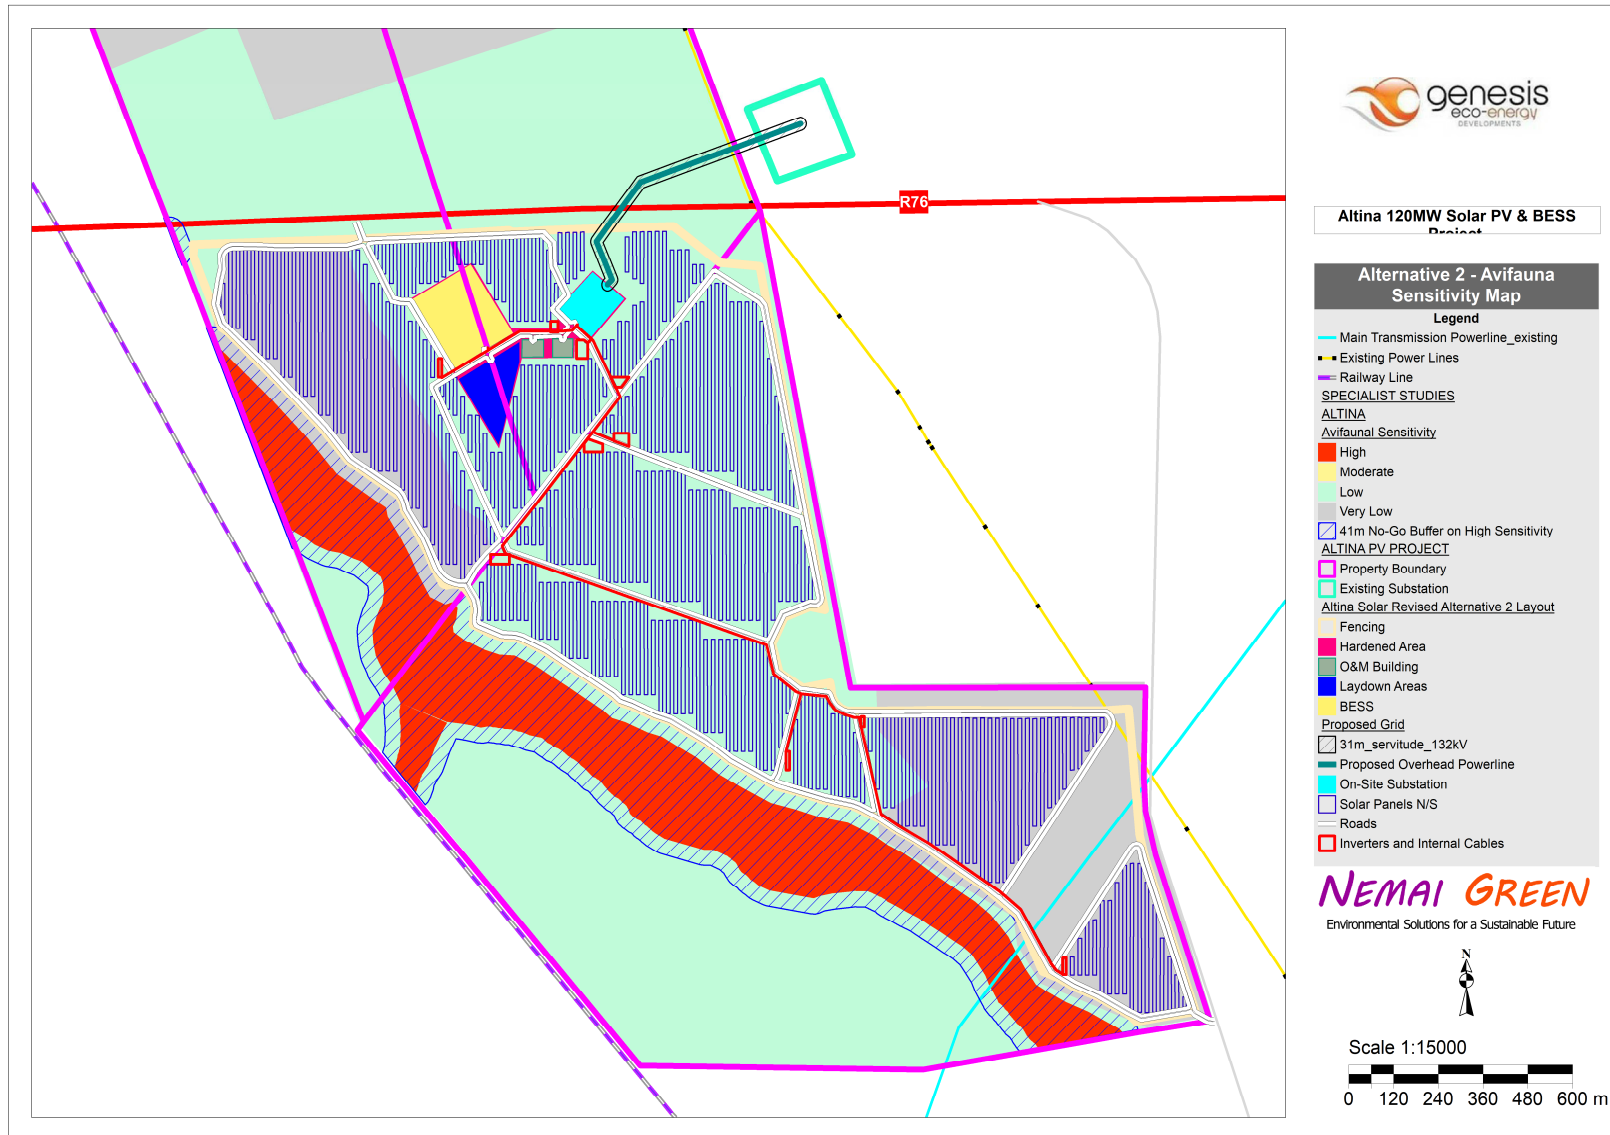 R76
genesis
eco-energy
DEVELOPMENTS
Altina 120MW Solar PV & BESS
Project
Alternative 2 - Avifauna
Sensitivity Map
Legend
Main Transmission Powerline_existing
Existing Power Lines
Railway Line
SPECIALIST STUDIES
ALTINA
Avifaunal Sensitivity
High
Moderate
Low
Very Low
41m No-Go Buffer on High Sensitivity
ALTINA PV PROJECT
Property Boundary
Existing Substation
Altina Solar Revised Alternative 2 Layout
Fencing
Hardened Area
O&M Building
Laydown Areas
BESS
Proposed Grid
31m_servitude_132kV
Proposed Overhead Powerline
On-Site Substation
Solar Panels N/S
Roads
Inverters and Internal Cables
NEMAI GREEN
Environmental Solutions for a Sustainable Future
N
Scale 1:15000
0 120 240 360 480 600 m